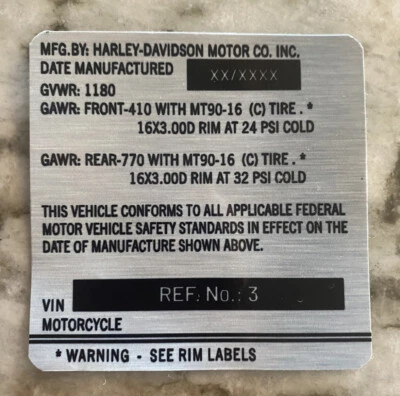 MFG.BY: HARLEY-DAVIDSON MOTOR CO. INC.
DATE MANUFACTURED XX/XXXX
GVWR: 1180
GAWR: FRONT-410 WITH MT90-16 (C) TIRE . *
16X3.00D RIM AT 24 PSI COLD
GAWR: REAR-770 WITH MT90-16 (C) TIRE . *
16X3.00D RIM AT 32 PSI COLD
THIS VEHICLE CONFORMS TO ALL APPLICABLE FEDERAL
MOTOR VEHICLE SAFETY STANDARDS IN EFFECT ON THE
DATE OF MANUFACTURE SHOWN ABOVE.
VIN REF. No.: 3
MOTORCYCLE
* WARNING - SEE RIM LABELS